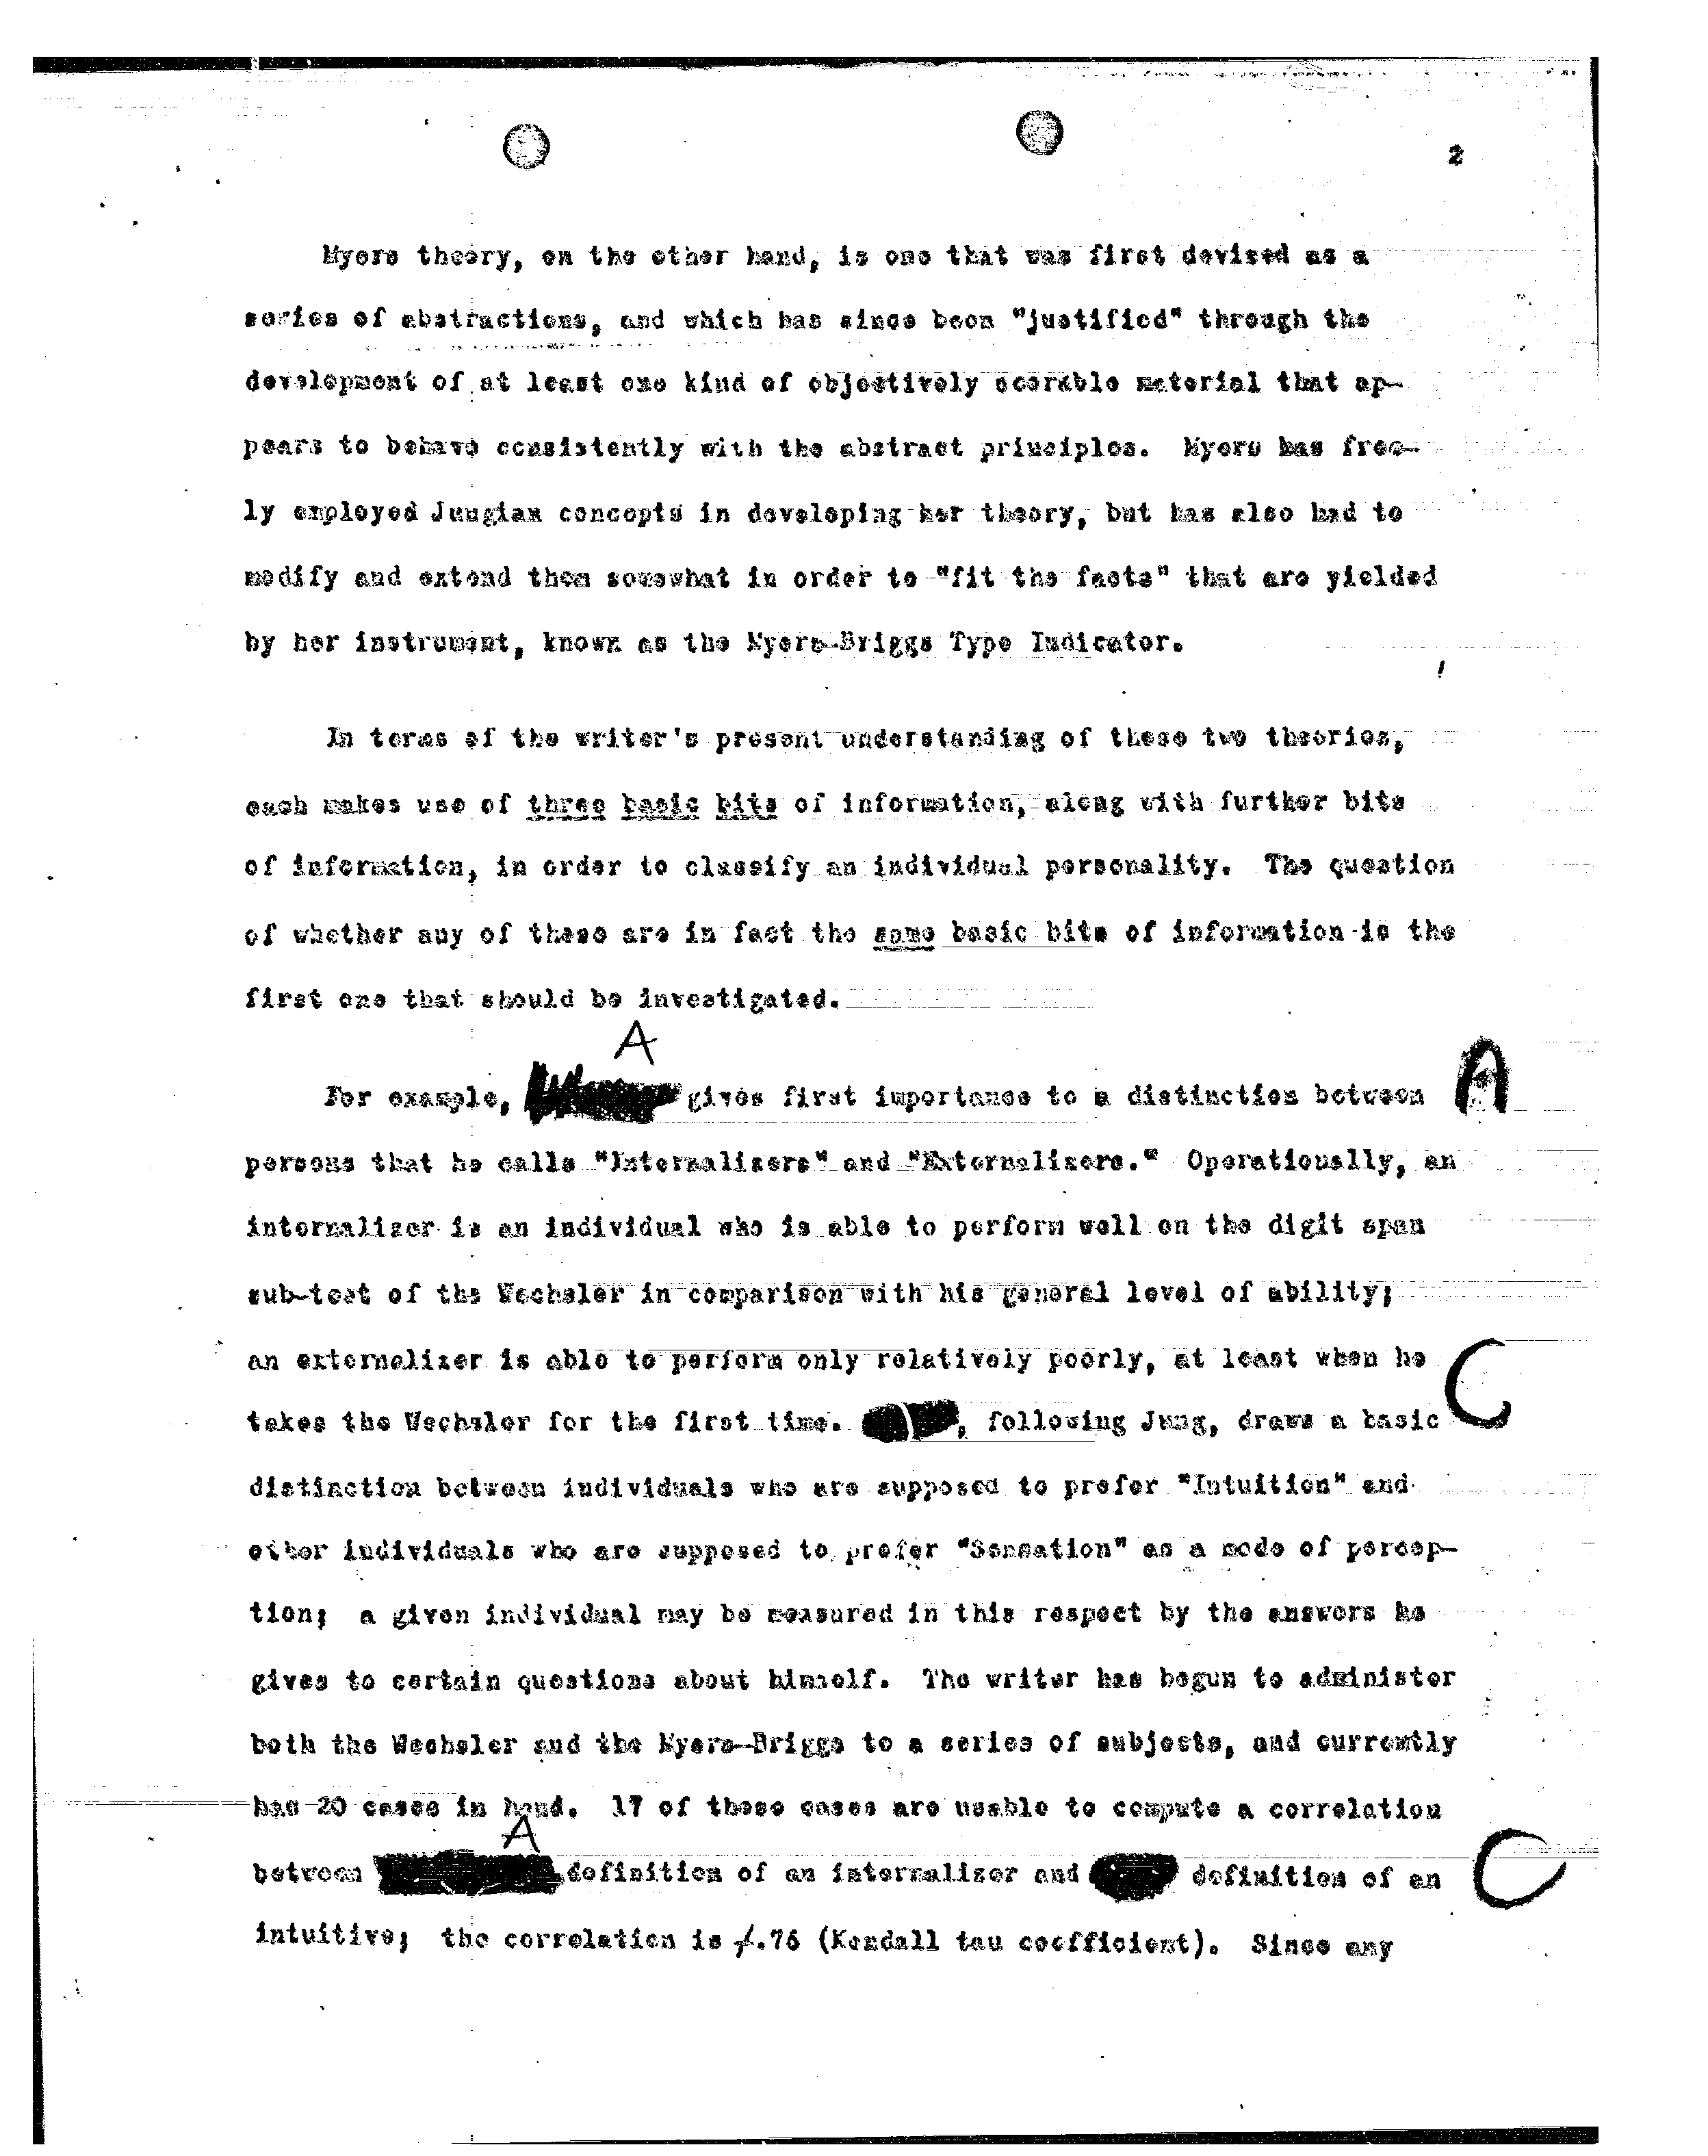 2
Myers theory, on the other hand, is one that was first devised as a
series of abstractions, and which has since been "justified" through the
development of at least one kind of objectively scorable material that ap-
pears to behave consistently with the abstract principles. Myers has free-
ly employed Jungian concepts in developing her theory, but has also had to
modify and extend them somewhat in order to "fit the facts" that are yielded
by her instrument, known as the Myers-Briggs Type Indicator.
In terms of the writer's present understanding of these two theories,
each makes use of three basic bits of information, along with further bits
of information, in order to classify an individual personality. The question
of whether any of these are in fact the same basic bits of information is the
first one that should be investigated.
A
For example, gives first importance to a distinction between A
persons that he calls "Internalizers" and "Externalizers." Operationally, an
internalizer is an individual who is able to perform well on the digit span
sub-test of the Wechsler in comparison with his general level of ability;
an externalizer is able to perform only relatively poorly, at least when he C
takes the Wechsler for the first time. , following Jung, draws a basic
distinction between individuals who are supposed to prefer "Intuition" and
other individuals who are supposed to prefer "Sensation" as a mode of percep-
tion; a given individual may be measured in this respect by the answers he
gives to certain questions about himself. The writer has begun to administer
both the Wechsler and the Myers-Briggs to a series of subjects, and currently
has 20 cases in hand. 17 of these cases are usable to compute a correlation
A
between definition of an internalizer and definition of an C
intuitive; the correlation is +.76 (Kendall tau coefficient). Since any